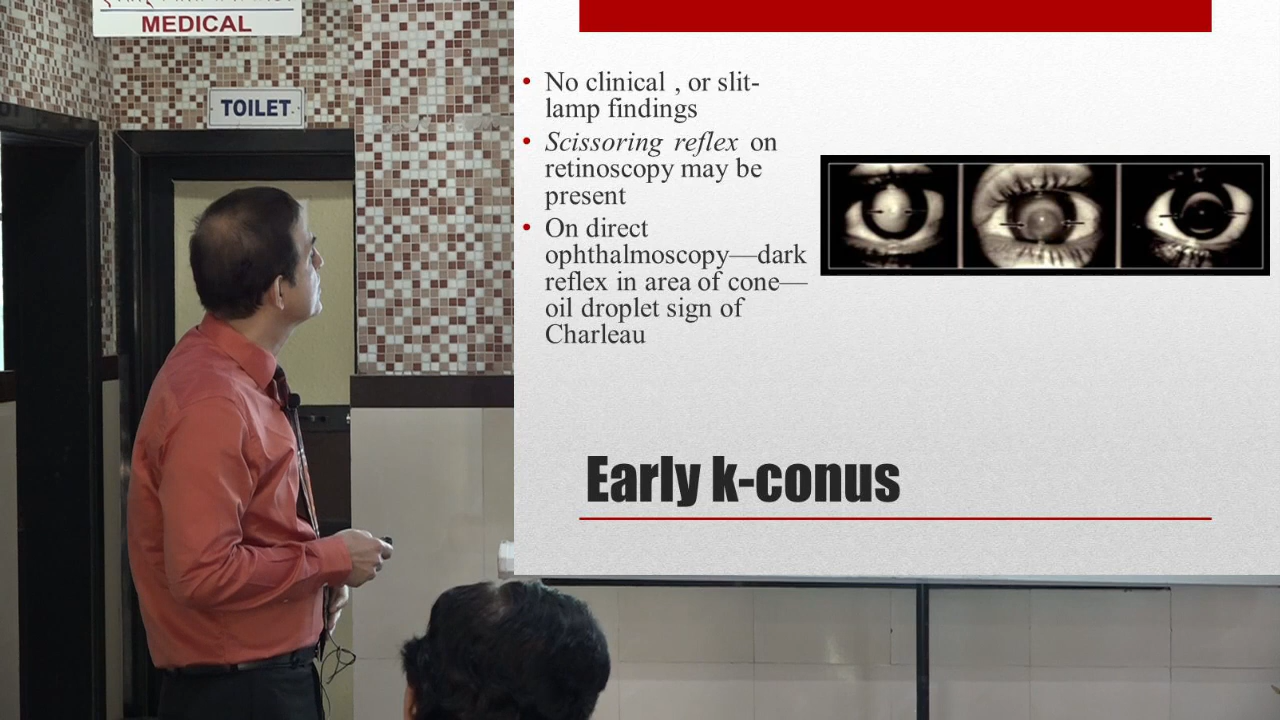 MEDICAL
TOILET
No clinical , or slit-
lamp findings
Scissoring reflex on
retinoscopy may be
present
On direct
ophthalmoscopy—dark
reflex in area of cone—
oil droplet sign of
Charleau
Early k-conus